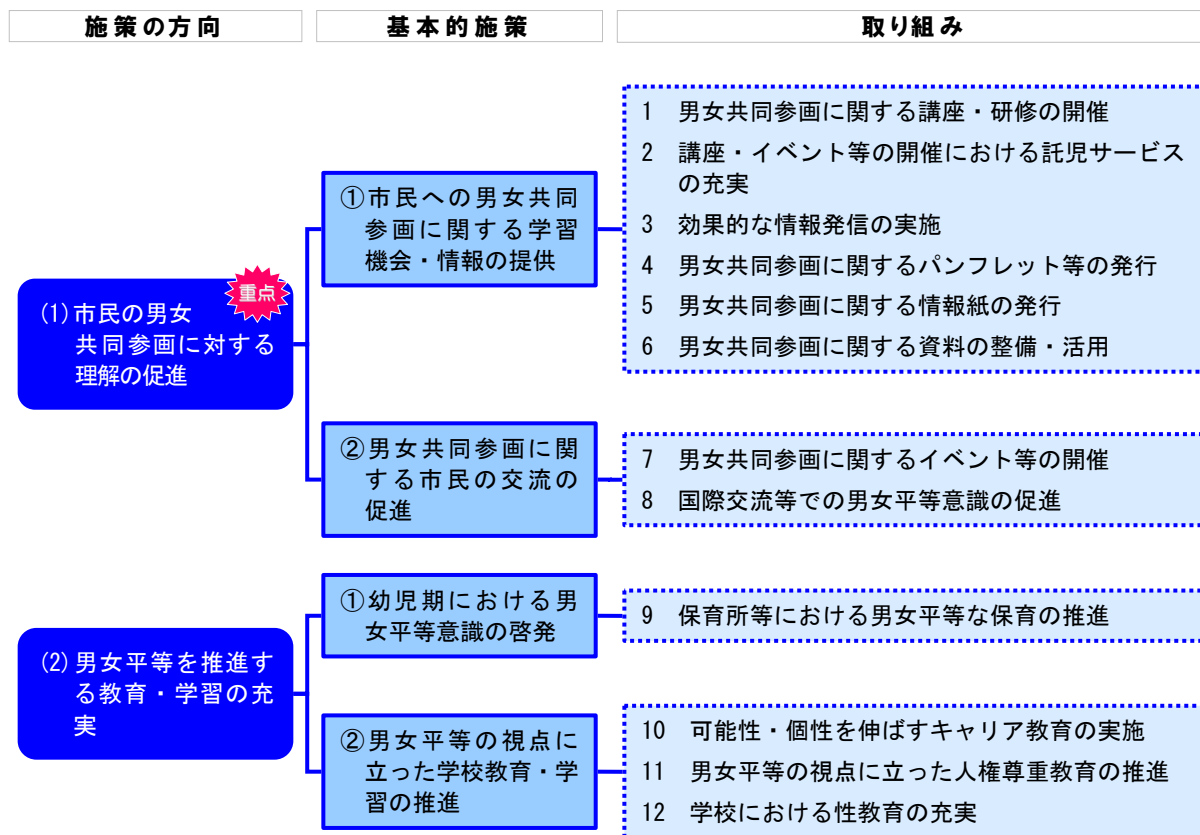 施策の方向
基本的施策
取り組み
重点
(1)市民の男女
共同参画に対する
理解の促進
①市民への男女共同
参画に関する学習
機会・情報の提供
1 男女共同参画に関する講座・研修の開催
2 講座・イベント等の開催における託児サービス
の充実
3 効果的な情報発信の実施
4 男女共同参画に関するパンフレット等の発行
5 男女共同参画に関する情報紙の発行
6 男女共同参画に関する資料の整備・活用
②男女共同参画に関
する市民の交流の
促進
7 男女共同参画に関するイベント等の開催
8 国際交流等での男女平等意識の促進
(2)男女平等を推進す
る教育・学習の充
実
①幼児期における男
女平等意識の啓発
9 保育所等における男女平等な保育の推進
②男女平等の視点に
立った学校教育・学
習の推進
10 可能性・個性を伸ばすキャリア教育の実施
11 男女平等の視点に立った人権尊重教育の推進
12 学校における性教育の充実